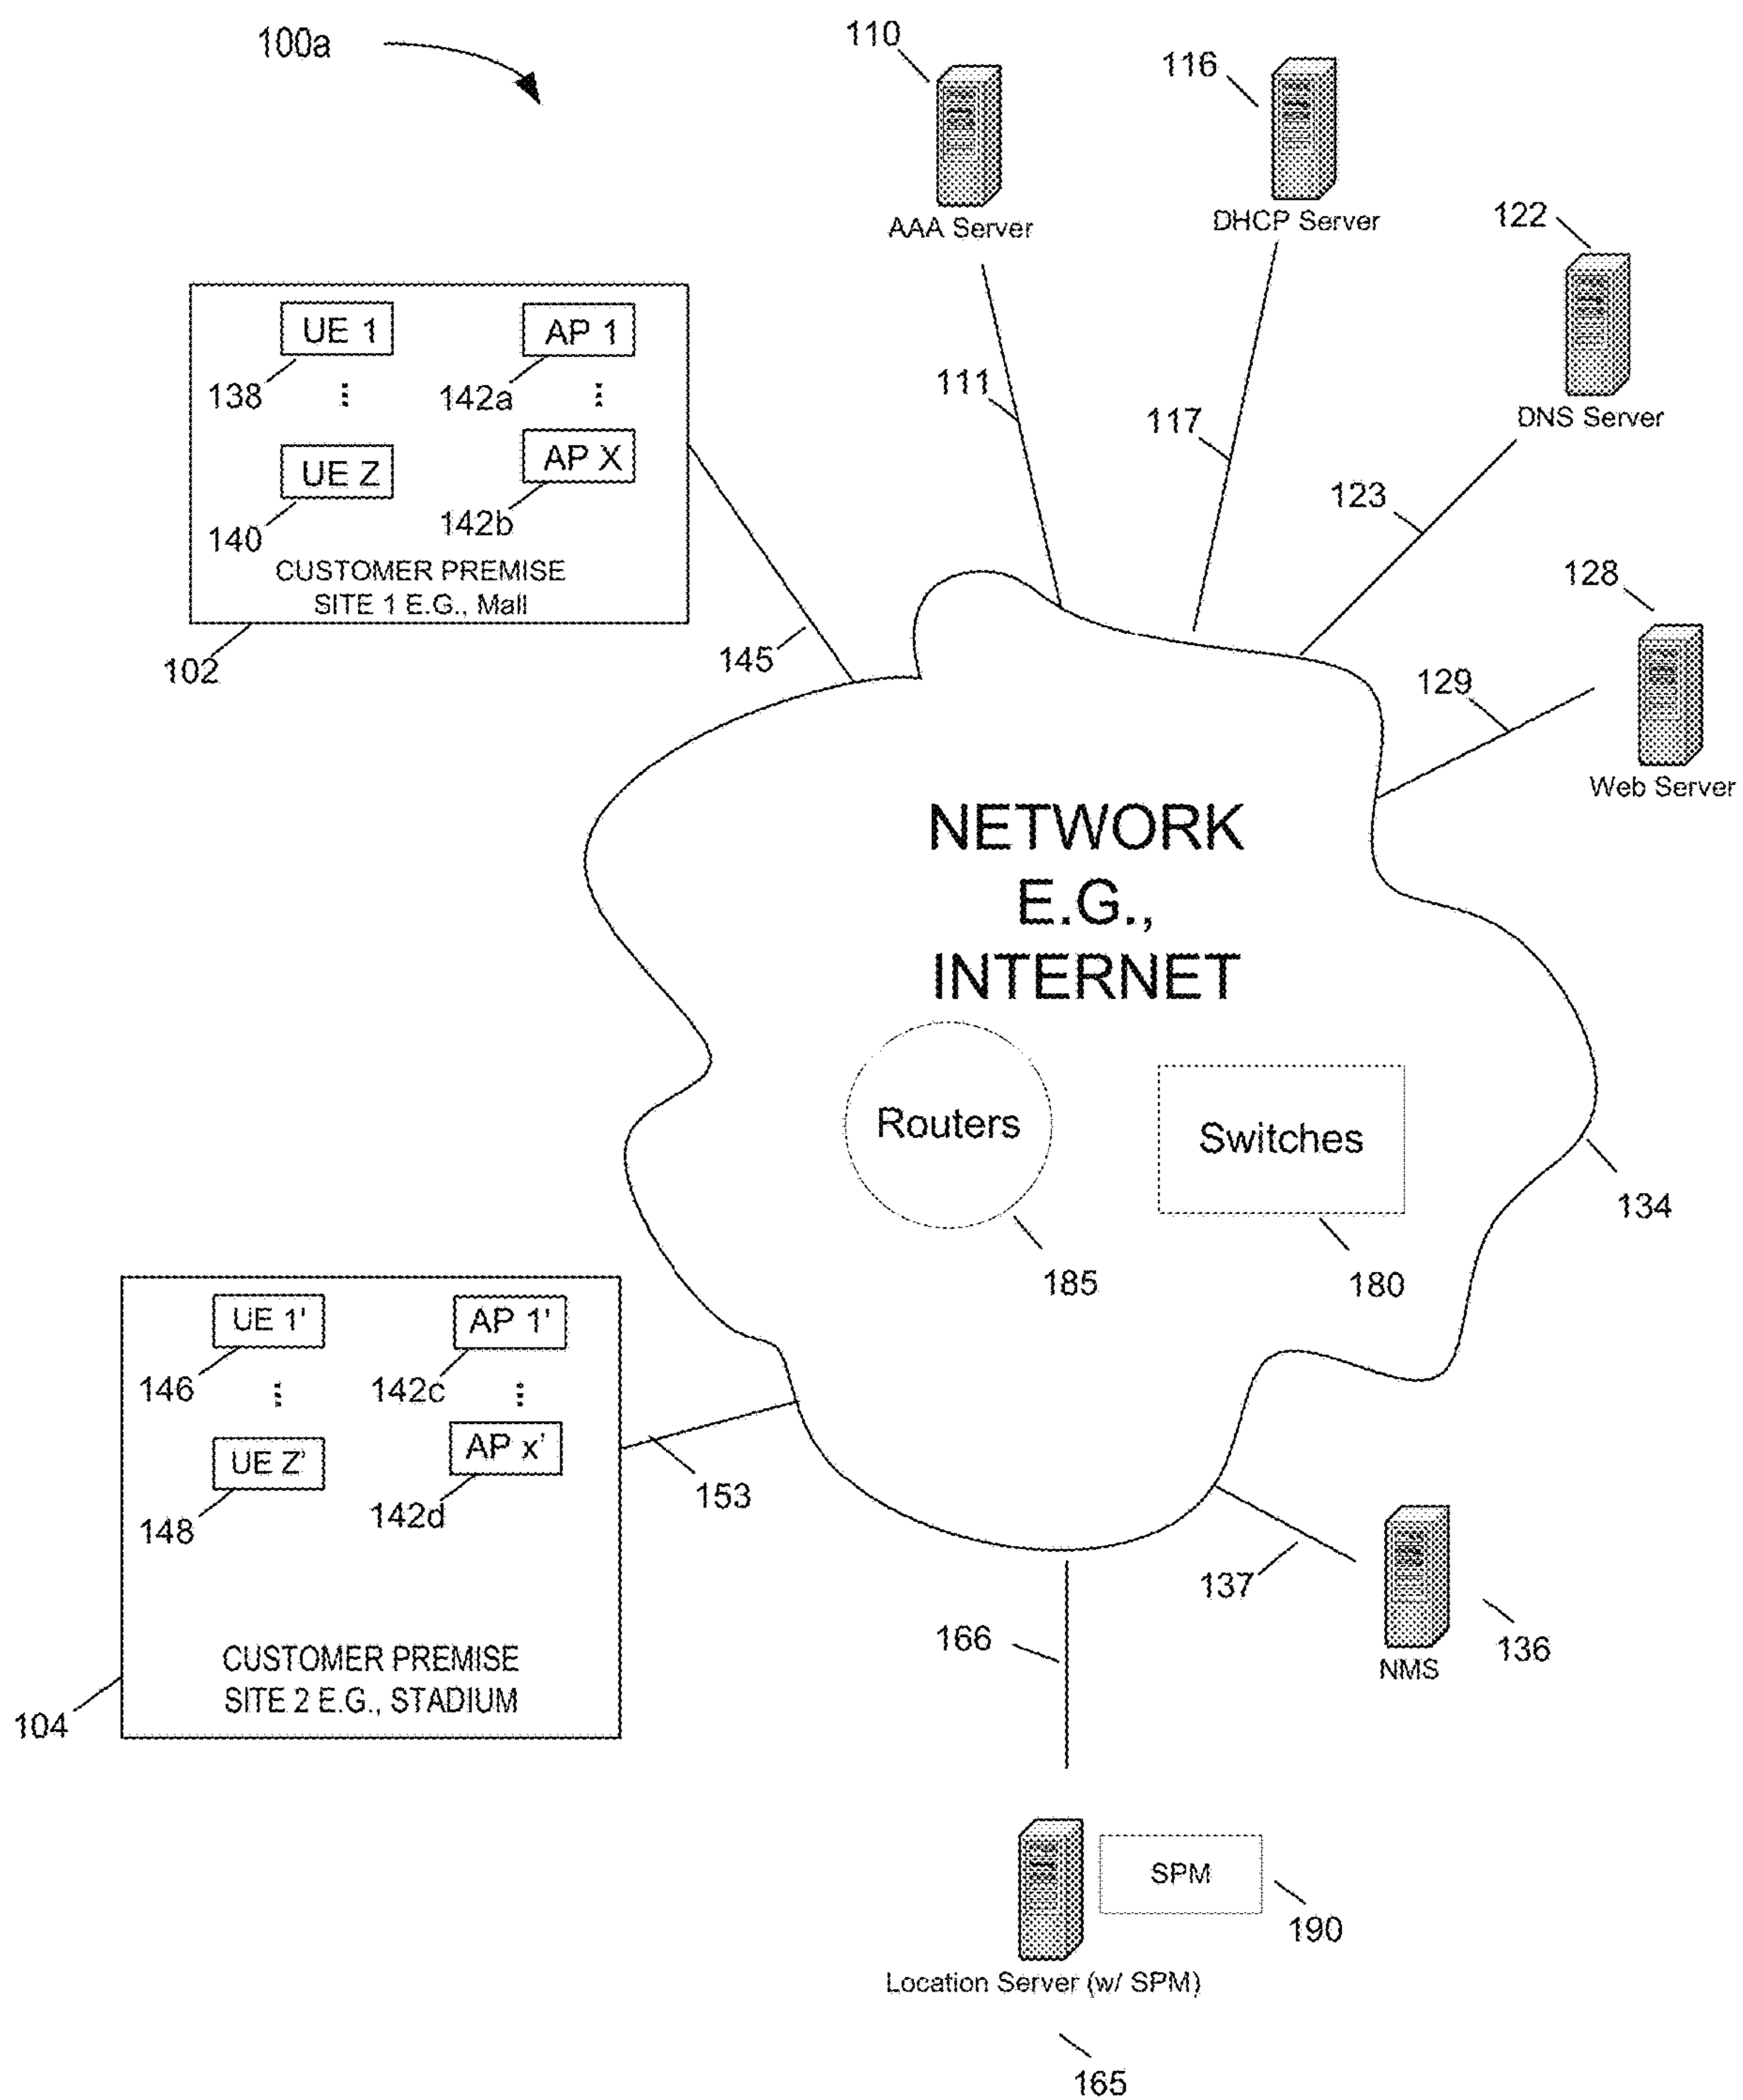 100a
110
116
AAA Server
DHCP Server
122
DNS Server
UE 1
AP 1
138
142a
⋮
⋮
UE Z
AP X
140
142b
CUSTOMER PREMISE
SITE 1 E.G., Mall
102
145
111
117
123
128
129
Web Server
NETWORK
E.G.,
INTERNET
Routers
Switches
185
180
134
UE 1'
AP 1'
146
142c
⋮
⋮
UE Z'
AP x'
148
142d
CUSTOMER PREMISE
SITE 2 E.G., STADIUM
104
153
137
136
NMS
166
SPM
190
Location Server (w/ SPM)
165